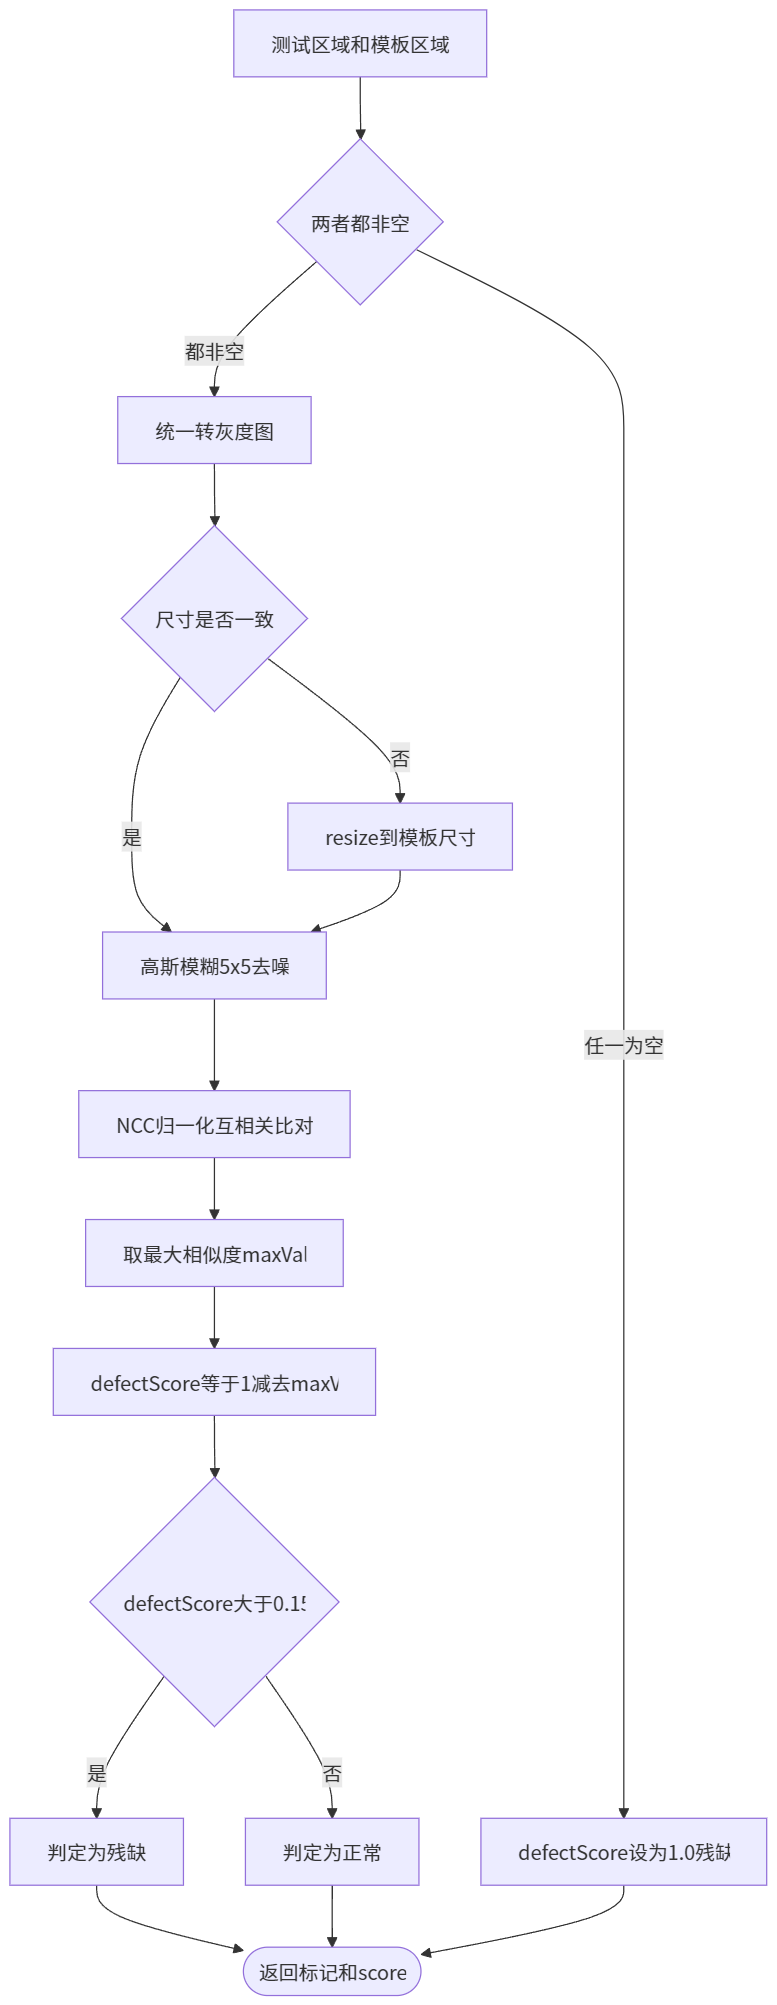 测试区域和模板区域
两者都非空
都非空
统一转灰度图
尺寸是否一致
否
resize到模板尺寸
是
高斯模糊5x5去噪
任一为空
NCC归一化互相关比对
取最大相似度maxVal
defectScore等于1减去maxV
defectScore大于0.15
是
否
判定为残缺
判定为正常
defectScore设为1.0残缺
返回标记和score